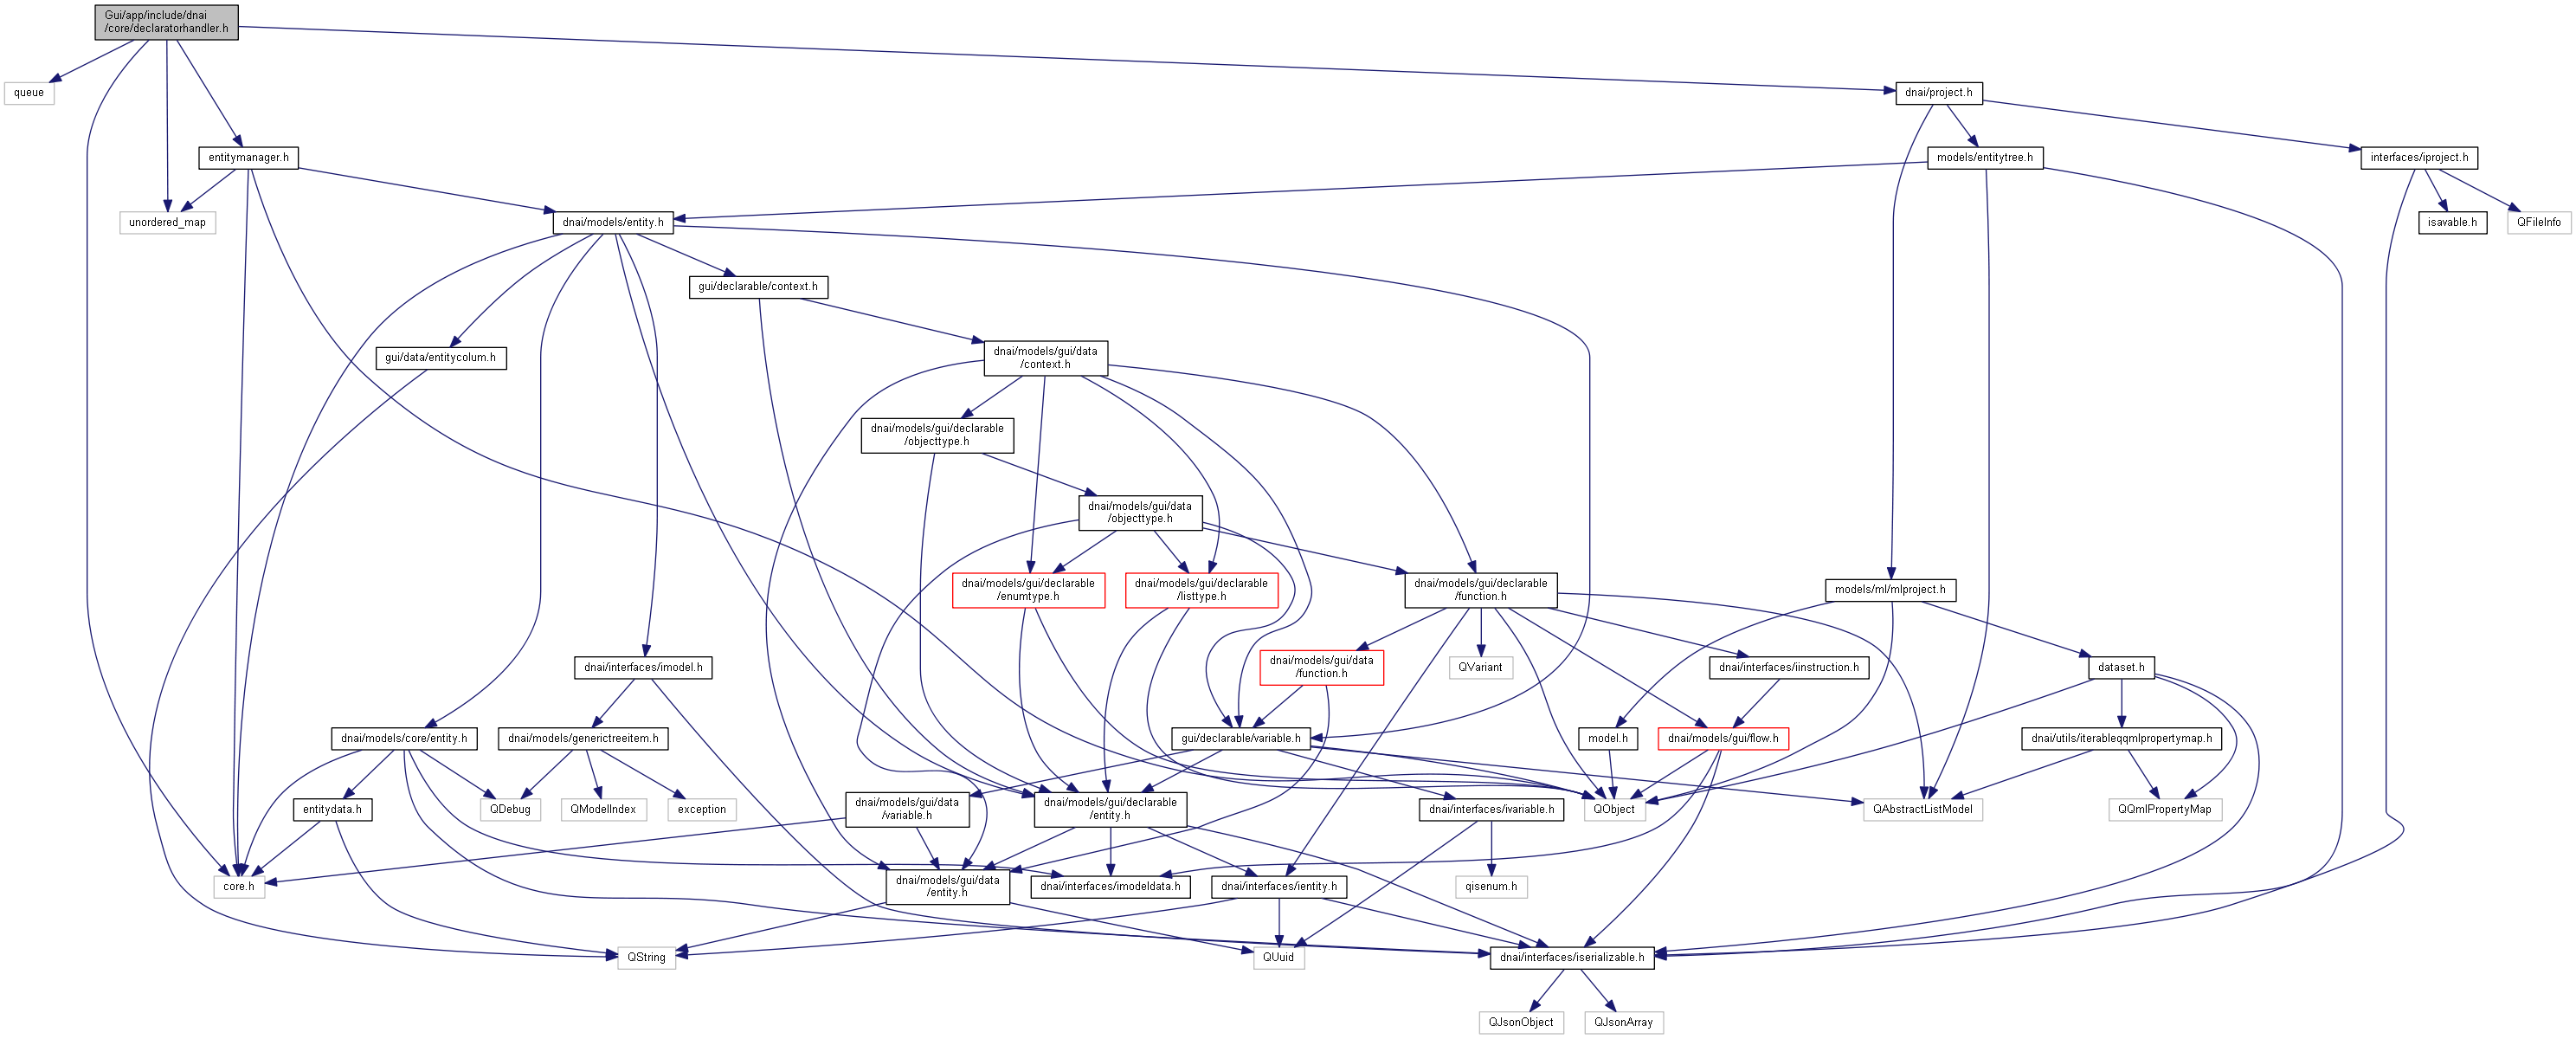 Gui/app/include/dnai
/core/declaratorhandler.h
queue
dnai/project.h
entitymanager.h
models/entitytree.h
interfaces/iproject.h
unordered_map
dnai/models/entity.h
isavable.h
QFileInfo
gui/declarable/context.h
gui/data/entitycolum.h
dnai/models/gui/data
/context.h
dnai/models/gui/declarable
/objecttype.h
dnai/models/gui/data
/objecttype.h
dnai/models/gui/declarable
/enumtype.h
dnai/models/gui/declarable
/listtype.h
dnai/models/gui/declarable
/function.h
models/ml/mlproject.h
dnai/interfaces/imodel.h
dnai/models/gui/data
/function.h
QVariant
dnai/interfaces/iinstruction.h
dataset.h
dnai/models/core/entity.h
dnai/models/generictreeitem.h
gui/declarable/variable.h
model.h
dnai/models/gui/flow.h
dnai/utils/iterableqqmlpropertymap.h
entitydata.h
QDebug
QModelIndex
exception
dnai/models/gui/data
/variable.h
dnai/models/gui/declarable
/entity.h
dnai/interfaces/ivariable.h
QObject
QAbstractListModel
QQmlPropertyMap
core.h
dnai/models/gui/data
/entity.h
dnai/interfaces/imodeldata.h
dnai/interfaces/ientity.h
qisenum.h
QString
QUuid
dnai/interfaces/iserializable.h
QJsonObject
QJsonArray